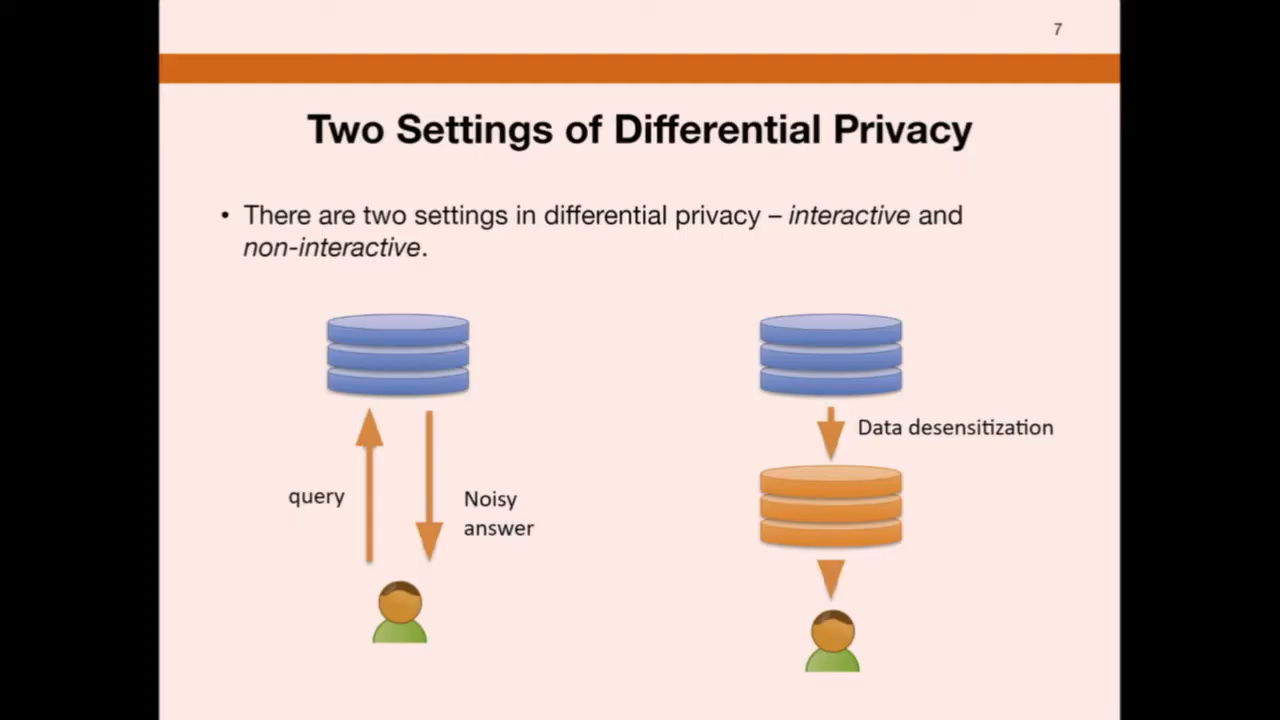 7
Two Settings of Differential Privacy
• There are two settings in differential privacy – interactive and
non-interactive.
Data desensitization
query
Noisy
answer